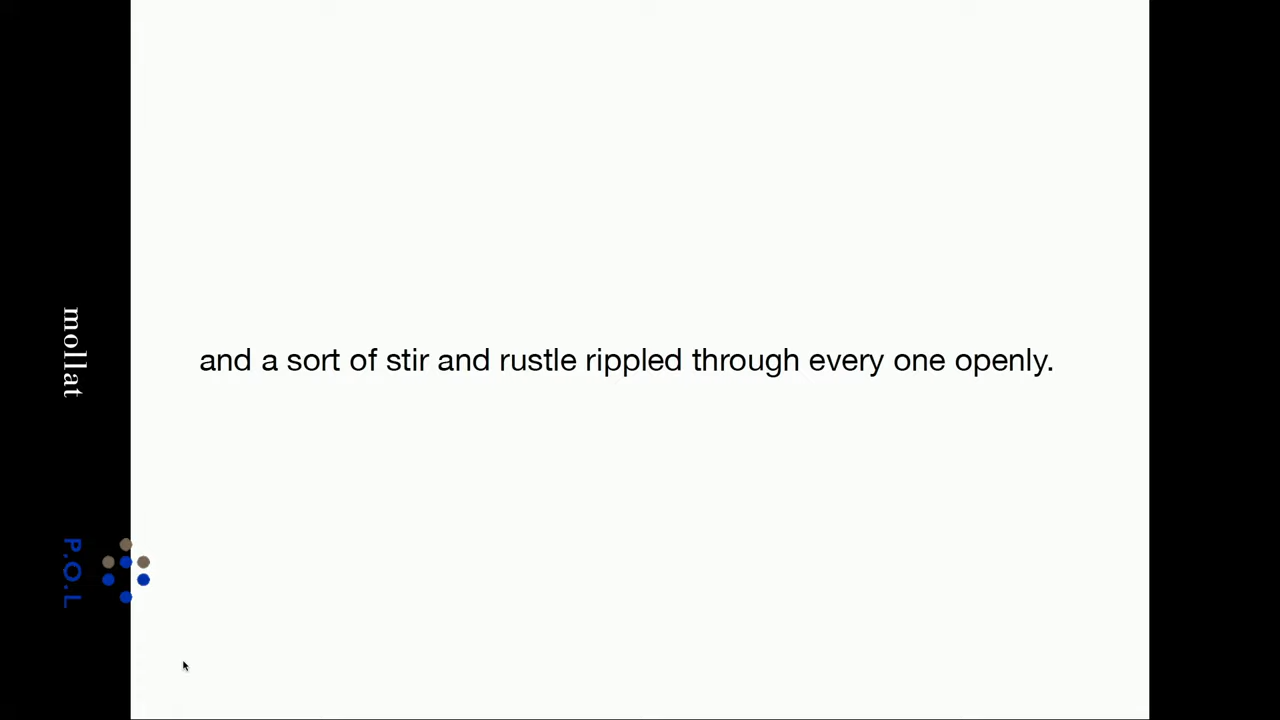 and a sort of stir and rustle rippled through every one openly.
mollat
P.O.L